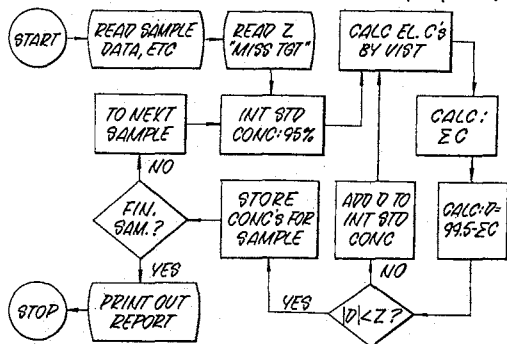 START
READ SAMPLE
DATA, ETC
READ Z
"MISS TGT"
CALC EL. C's
BY VIST
TO NEXT
SAMPLE
INT STD
CONC:95%
CALC:
ΣC
NO
FIN.
SAM.?
STORE
CONC'S FOR
SAMPLE
ADD D TO
INT STD
CONC
CALC:D=
99.5-ΣC
NO
YES
YES
STOP
PRINT OUT
REPORT
|D|<Z?